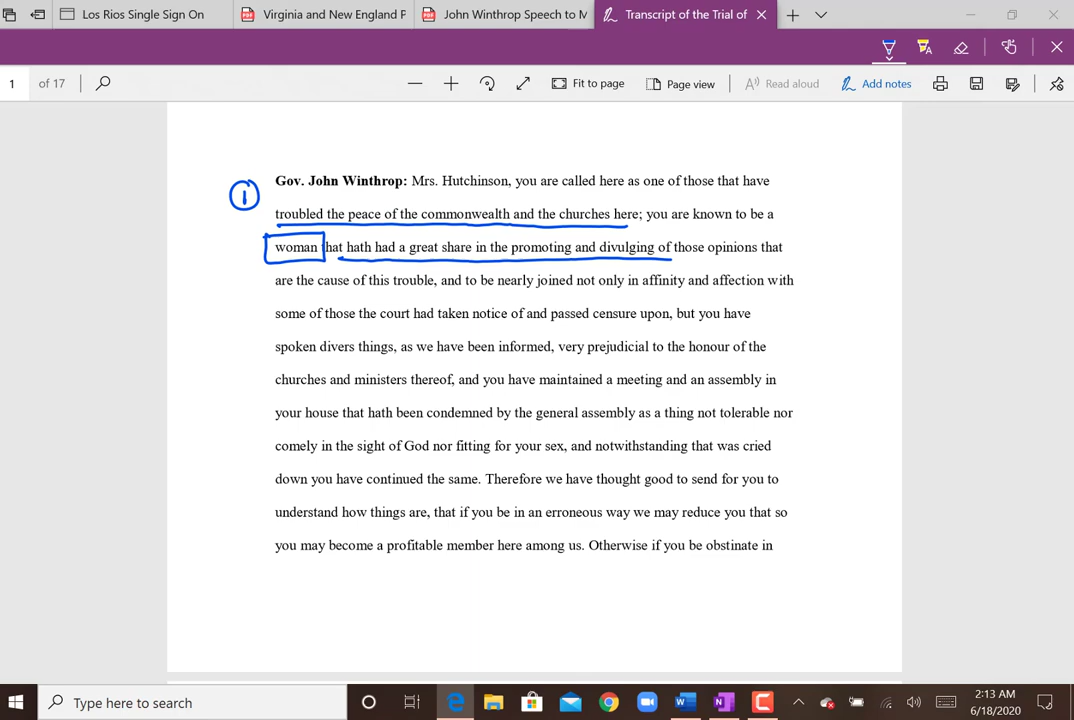 Los Rios Single Sign On
Virginia and New England P
John Winthrop Speech to M
Transcript of the Trial of
1 of 17
Fit to page
Page view
Read aloud
Add notes
1
Gov. John Winthrop: Mrs. Hutchinson, you are called here as one of those that have
troubled the peace of the commonwealth and the churches here; you are known to be a
woman that hath had a great share in the promoting and divulging of those opinions that
are the cause of this trouble, and to be nearly joined not only in affinity and affection with
some of those the court had taken notice of and passed censure upon, but you have
spoken divers things, as we have been informed, very prejudicial to the honour of the
churches and ministers thereof, and you have maintained a meeting and an assembly in
your house that hath been condemned by the general assembly as a thing not tolerable nor
comely in the sight of God nor fitting for your sex, and notwithstanding that was cried
down you have continued the same. Therefore we have thought good to send for you to
understand how things are, that if you be in an erroneous way we may reduce you that so
you may become a profitable member here among us. Otherwise if you be obstinate in
Type here to search
2:13 AM
6/18/2020